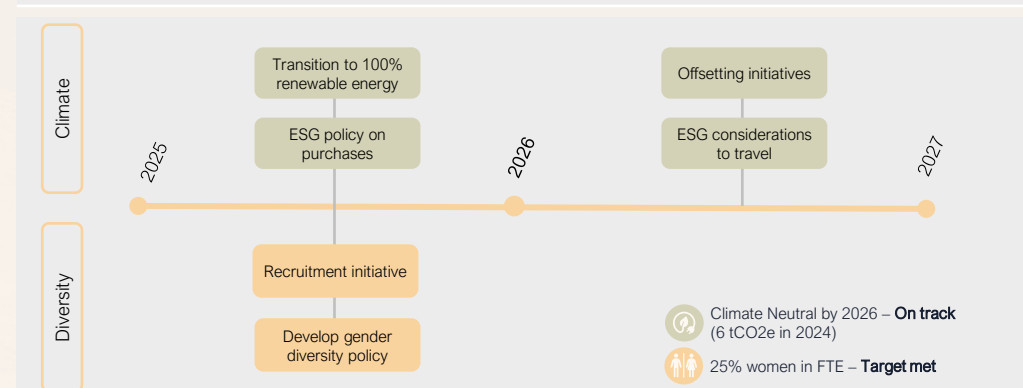 Climate
Transition to 100%
renewable energy
ESG policy on
purchases
Offsetting initiatives
ESG considerations
to travel
2025
2026
2027
Diversity
Recruitment initiative
Develop gender
diversity policy
Climate Neutral by 2026 – On track
(6 tCO2e in 2024)
25% women in FTE – Target met